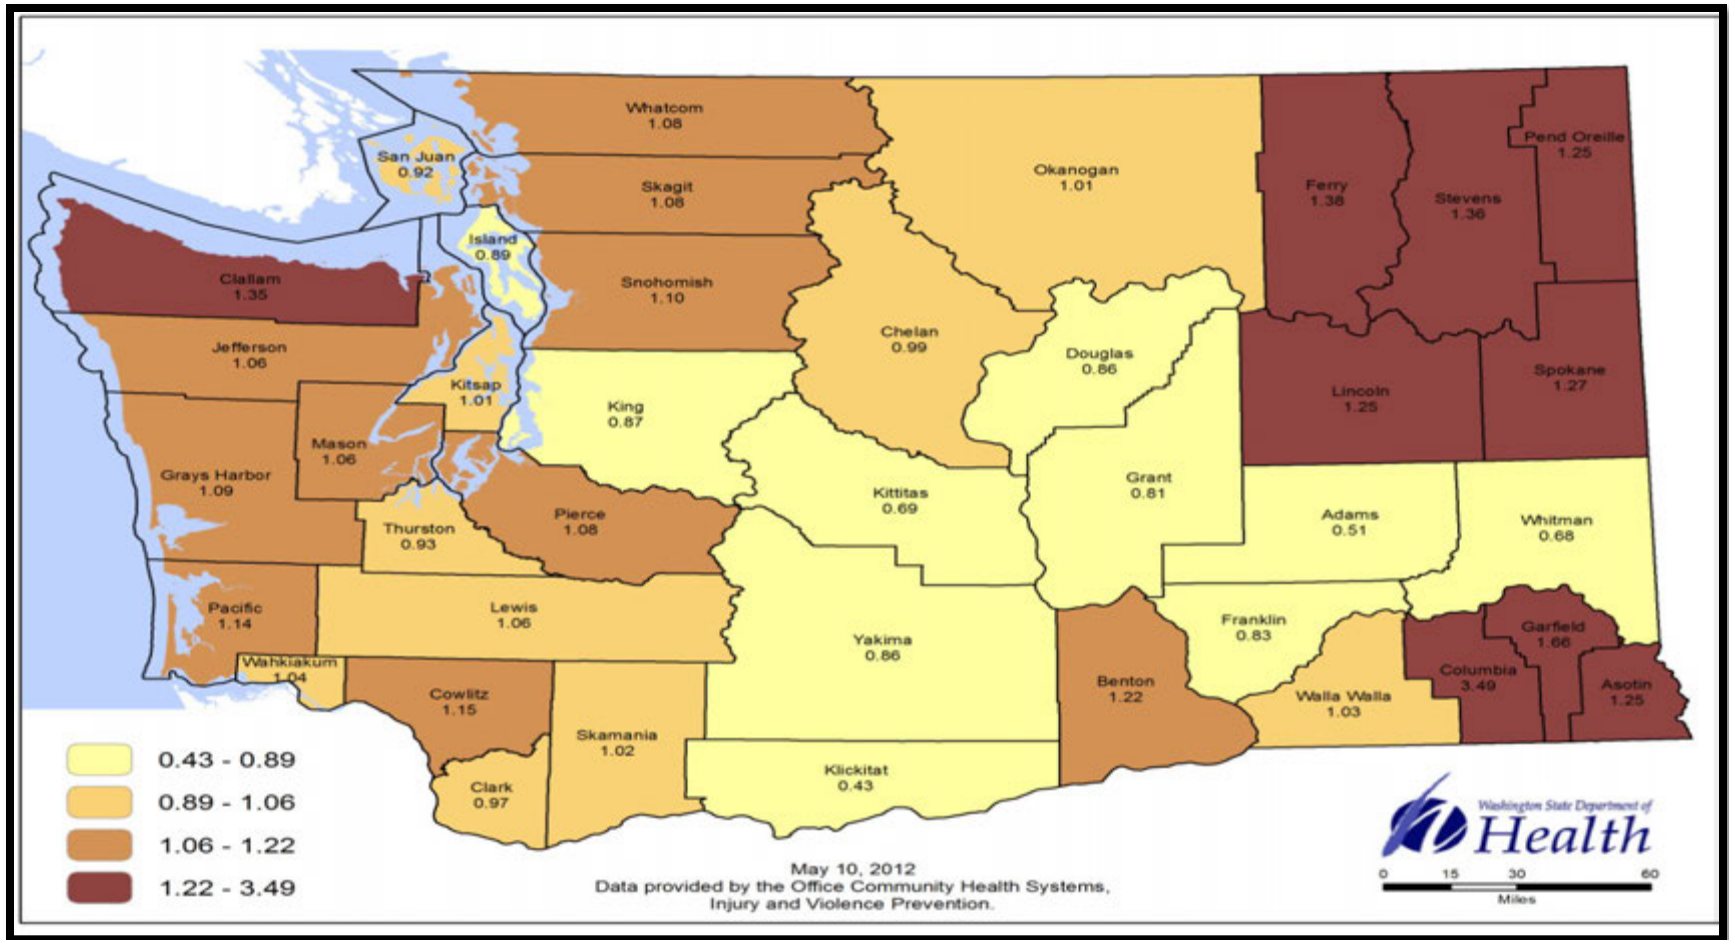 Whatcom
1.08
San Juan
0.92
Skagit
1.08
Okanogan
1.01
Ferry
1.38
Stevens
1.36
Pend Oreille
1.25
Island
0.89
Clallam
1.35
Snohomish
1.10
Jefferson
1.06
Chelan
0.99
Douglas
0.86
Kitsap
1.01
King
0.87
Lincoln
1.25
Spokane
1.27
Mason
1.06
Grays Harbor
1.09
Kittitas
0.69
Grant
0.81
Thurston
0.93
Pierce
1.08
Adams
0.51
Whitman
0.68
Pacific
1.14
Lewis
1.06
Yakima
0.86
Franklin
0.83
Garfield
1.66
Wahkiakum
1.04
Cowlitz
1.15
Benton
1.22
Walla Walla
1.03
Columbia
3.49
Asotin
1.25
Skamania
1.02
Clark
0.97
Klickitat
0.43
0.43 - 0.89
0.89 - 1.06
1.06 - 1.22
1.22 - 3.49
May 10, 2012
Data provided by the Office Community Health Systems,
Injury and Violence Prevention.
Washington State Department of
Health
0 15 30 60
Miles